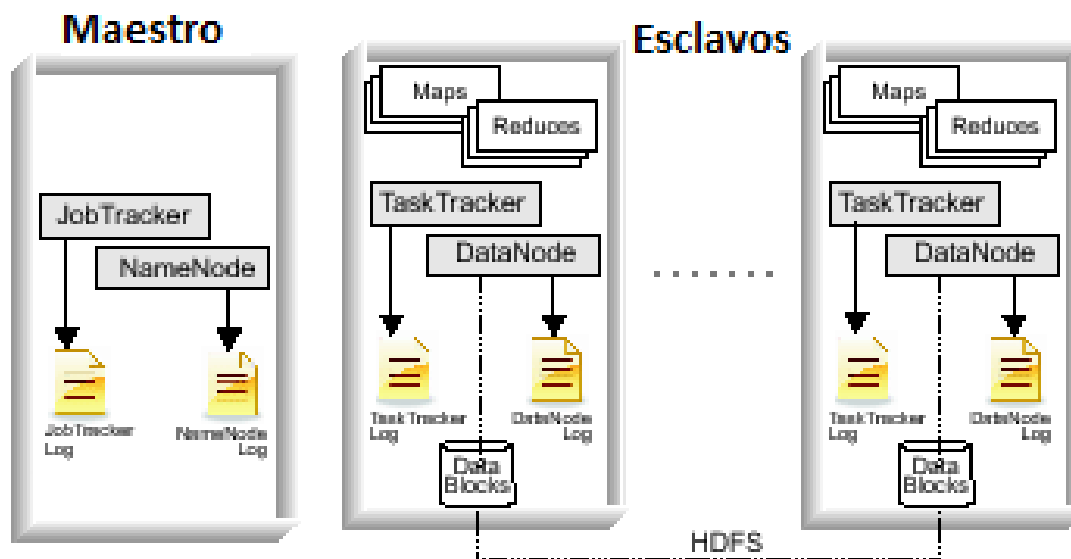 Maestro
JobTracker
NameNode
JobTracker
Log
NameNode
Log
Esclavos
Maps
Reduces
TaskTracker
DataNode
TaskTracker
Log
DataNode
Log
Data
Blocks
Maps
Reduces
TaskTracker
DataNode
TaskTracker
Log
DataNode
Log
Data
Blocks
HDFS